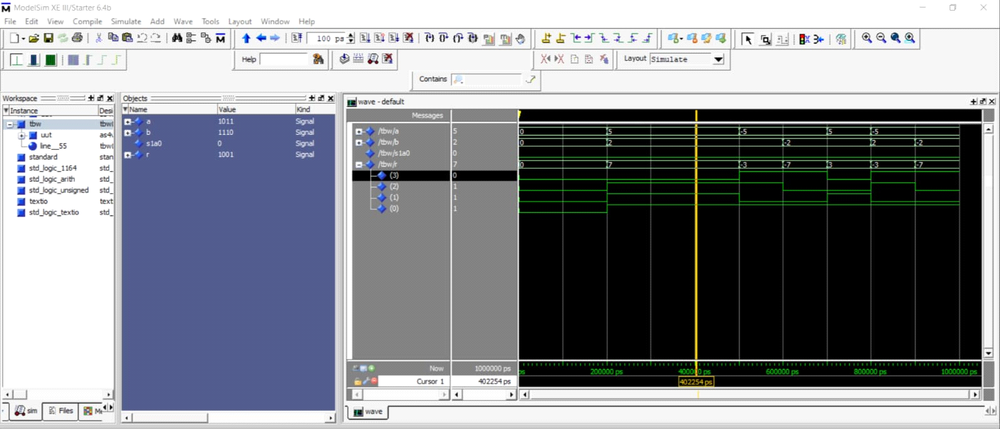 ModelSim XE III/Starter 6.4b
File Edit View Compile Simulate Add Wave Tools Layout Window Help
100 ps
Help
Layout Simulate
Contains
Workspace
Instance Desi
tbw tbw(
uut as4\
line__55 tbw(
standard stan
std_logic_1164 std_
std_logic_arith std_
std_logic_unsigned std_
textio text
std_logic_textio std_
sim Files Me
Objects
Name Value Kind
a 1011 Signal
b 1110 Signal
s1a0 0 Signal
r 1001 Signal
wave - default
Messages
/tbw/a 5 0 5 -5 5 -5
/tbw/b 2 0 2 -2 2 -2
/tbw/s1a0 0
/tbw/r 7 0 7 -3 -7 3 -3 -7
(3) 0
(2) 1
(1) 1
(0) 1
Now 1000000 ps ps 200000 ps 400000 ps 600000 ps 800000 ps 1000000 ps
Cursor 1 402254 ps 402254 ps
wave